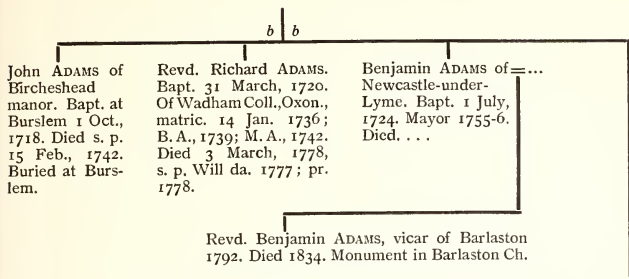 b b
John ADAMS of
Bircheshead
manor. Bapt. at
Burslem 1 Oct.,
1718. Died s. p.
15 Feb., 1742.
Buried at Burs-
lem.
Revd. Richard ADAMS.
Bapt. 31 March, 1720.
Of Wadham Coll.,Oxon.,
matric. 14 Jan. 1736;
B.A., 1739; M.A., 1742.
Died 3 March, 1778,
s. p. Will da. 1777; pr.
1778.
Benjamin ADAMS of=...
Newcastle-under-
Lyme. Bapt. 1 July,
1724. Mayor 1755-6.
Died. . . .
Revd. Benjamin ADAMS, vicar of Barlaston
1792. Died 1834. Monument in Barlaston Ch.